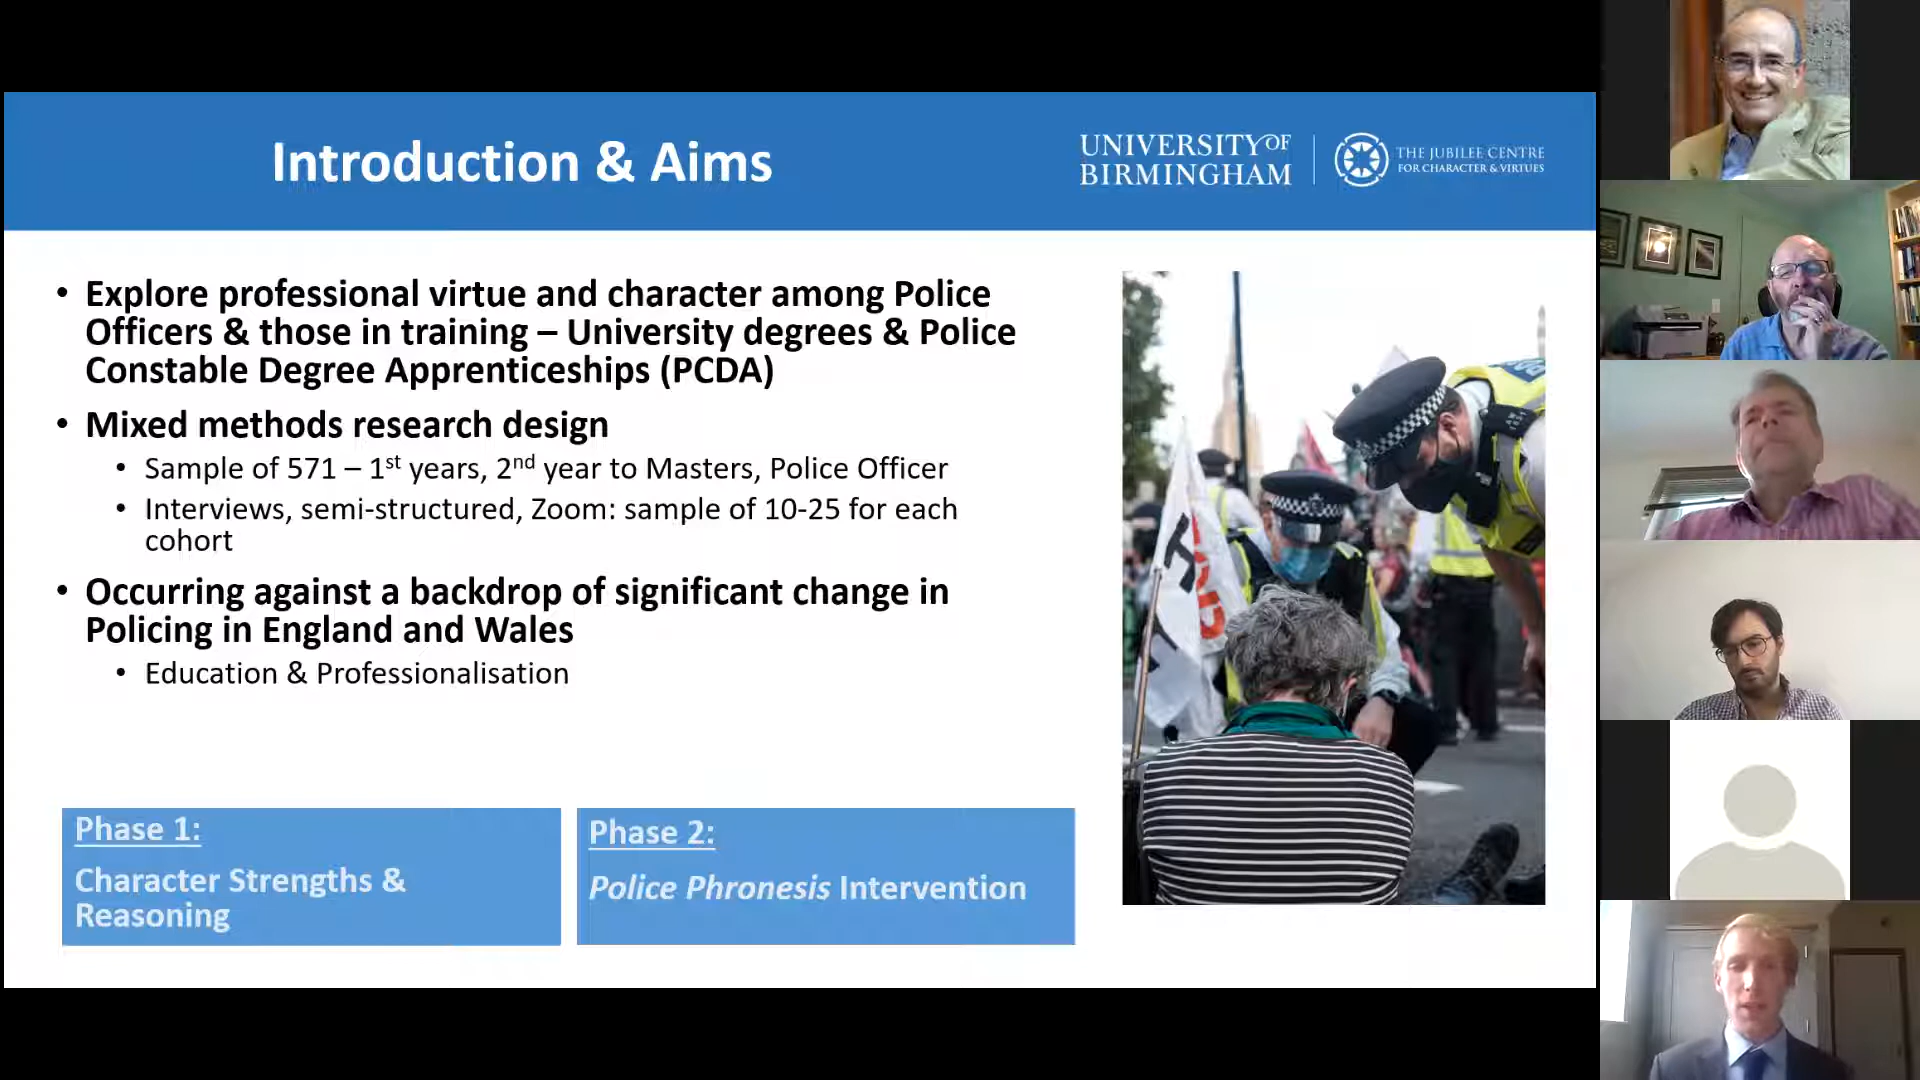 Introduction & Aims
UNIVERSITY OF
BIRMINGHAM
THE JUBILEE CENTRE
FOR CHARACTER & VIRTUES
• Explore professional virtue and character among Police
Officers & those in training – University degrees & Police
Constable Degree Apprenticeships (PCDA)
• Mixed methods research design
• Sample of 571 – 1st years, 2nd year to Masters, Police Officer
• Interviews, semi-structured, Zoom: sample of 10-25 for each
cohort
• Occurring against a backdrop of significant change in
Policing in England and Wales
• Education & Professionalisation
Phase 1:
Character Strengths &
Reasoning
Phase 2:
Police Phronesis Intervention